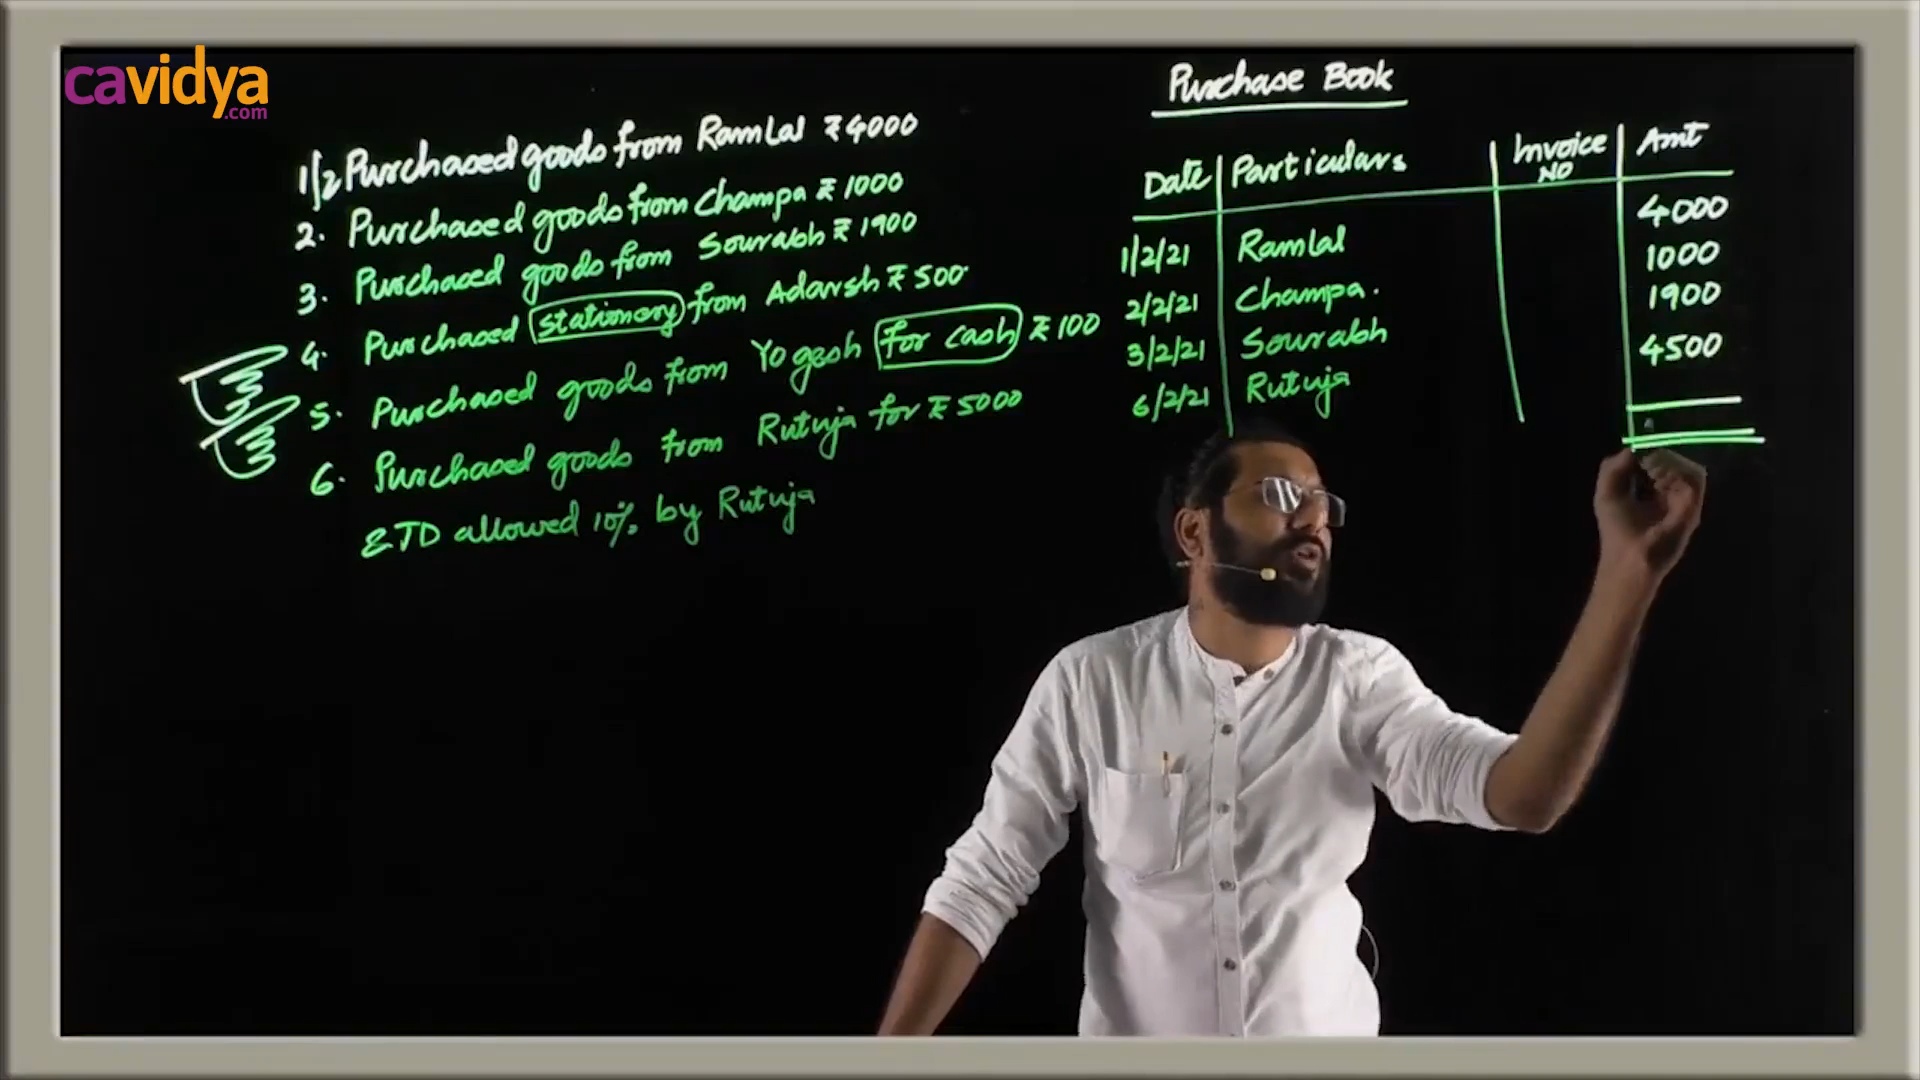 cavidya
.com
1/2 Purchased goods from Ramlal ₹4000
2. Purchased goods from Champa ₹ 1000
3. Purchased goods from Sourabh ₹ 1900
4. Purchased stationery from Adarsh ₹ 500
5. Purchased goods from Yogesh for cash ₹ 100
6. Purchased goods from Rutuja for ₹ 5000
& TD allowed 10% by Rutuja
Purchase Book
Date Particulars Invoice NO Amt
1/2/21 Ramlal 4000
2/2/21 Champa. 1000
3/2/21 Sourabh 1900
6/2/21 Rutuja 4500